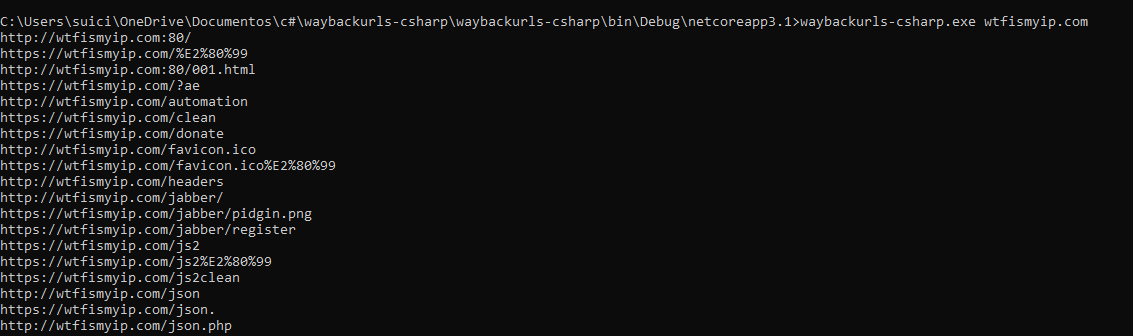 C:\Users\suici\OneDrive\Documentos\c#\waybackurls-csharp\waybackurls-csharp\bin\Debug\netcoreapp3.1>waybackurls-csharp.exe wtfismyip.com
http://wtfismyip.com:80/
https://wtfismyip.com/%E2%80%99
http://wtfismyip.com:80/001.html
https://wtfismyip.com/?ae
http://wtfismyip.com/automation
https://wtfismyip.com/clean
https://wtfismyip.com/donate
http://wtfismyip.com/favicon.ico
https://wtfismyip.com/favicon.ico%E2%80%99
http://wtfismyip.com/headers
http://wtfismyip.com/jabber/
https://wtfismyip.com/jabber/pidgin.png
https://wtfismyip.com/jabber/register
https://wtfismyip.com/js2
https://wtfismyip.com/js2%E2%80%99
https://wtfismyip.com/js2clean
http://wtfismyip.com/json
https://wtfismyip.com/json.
http://wtfismyip.com/json.php